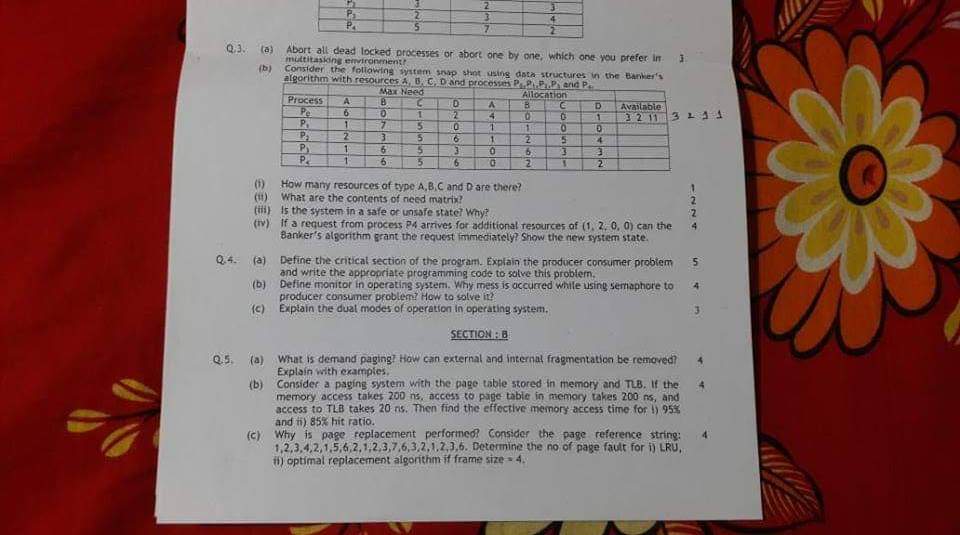 P₂ 3 2 3
P₃ 2 3 4
P₄ 5 7 2
Q.3. (a) Abort all dead locked processes or abort one by one, which one you prefer in 3
multitasking environment?
(b) Consider the following system snap shot using data structures in the Banker's
algorithm with resources A, B, C, D and processes P₀,P₁,P₂,P₃ and P₄.
Max Need Allocation
Process A B C D A B C D Available
P₀ 6 0 1 2 4 0 0 1 3 2 11 3 2 1 1
P₁ 1 7 5 0 1 1 0 0
P₂ 2 3 5 6 1 2 5 4
P₃ 1 6 5 3 0 6 3 3
P₄ 1 6 5 6 0 2 1 2
(i) How many resources of type A,B,C and D are there? 1
(ii) What are the contents of need matrix? 2
(iii) Is the system in a safe or unsafe state? Why? 2
(iv) If a request from process P4 arrives for additional resources of (1, 2, 0, 0) can the 4
Banker's algorithm grant the request immediately? Show the new system state.
Q.4. (a) Define the critical section of the program. Explain the producer consumer problem 5
and write the appropriate programming code to solve this problem.
(b) Define monitor in operating system. Why mess is occurred while using semaphore to 4
producer consumer problem? How to solve it?
(c) Explain the dual modes of operation in operating system. 3
SECTION : B
Q.5. (a) What is demand paging? How can external and internal fragmentation be removed? 4
Explain with examples.
(b) Consider a paging system with the page table stored in memory and TLB. If the 4
memory access takes 200 ns, access to page table in memory takes 200 ns, and
access to TLB takes 20 ns. Then find the effective memory access time for i) 95%
and ii) 85% hit ratio.
(c) Why is page replacement performed? Consider the page reference string: 4
1,2,3,4,2,1,5,6,2,1,2,3,7,6,3,2,1,2,3,6. Determine the no of page fault for i) LRU,
ii) optimal replacement algorithm if frame size = 4.